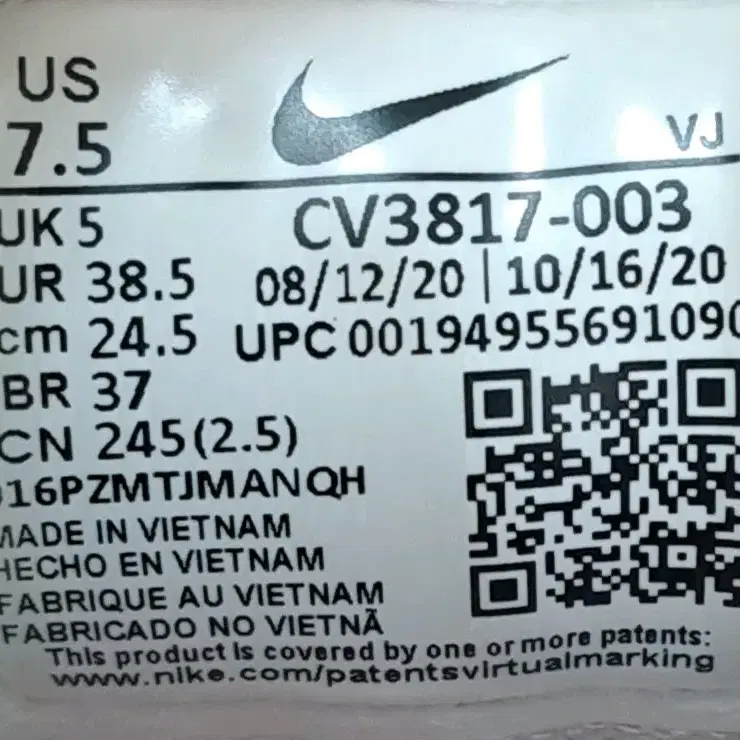 US
7.5
VJ
UK 5
CV3817-003
UR 38.5
08/12/20 | 10/16/20
cm 24.5
UPC 00194955691090
BR 37
CN 245(2.5)
16PZMTJMANQH
MADE IN VIETNAM
HECHO EN VIETNAM
FABRIQUE AU VIETNAM
FABRICADO NO VIETNÃ
This product is covered by one or more patents:
www.nike.com/patentsvirtualmarking